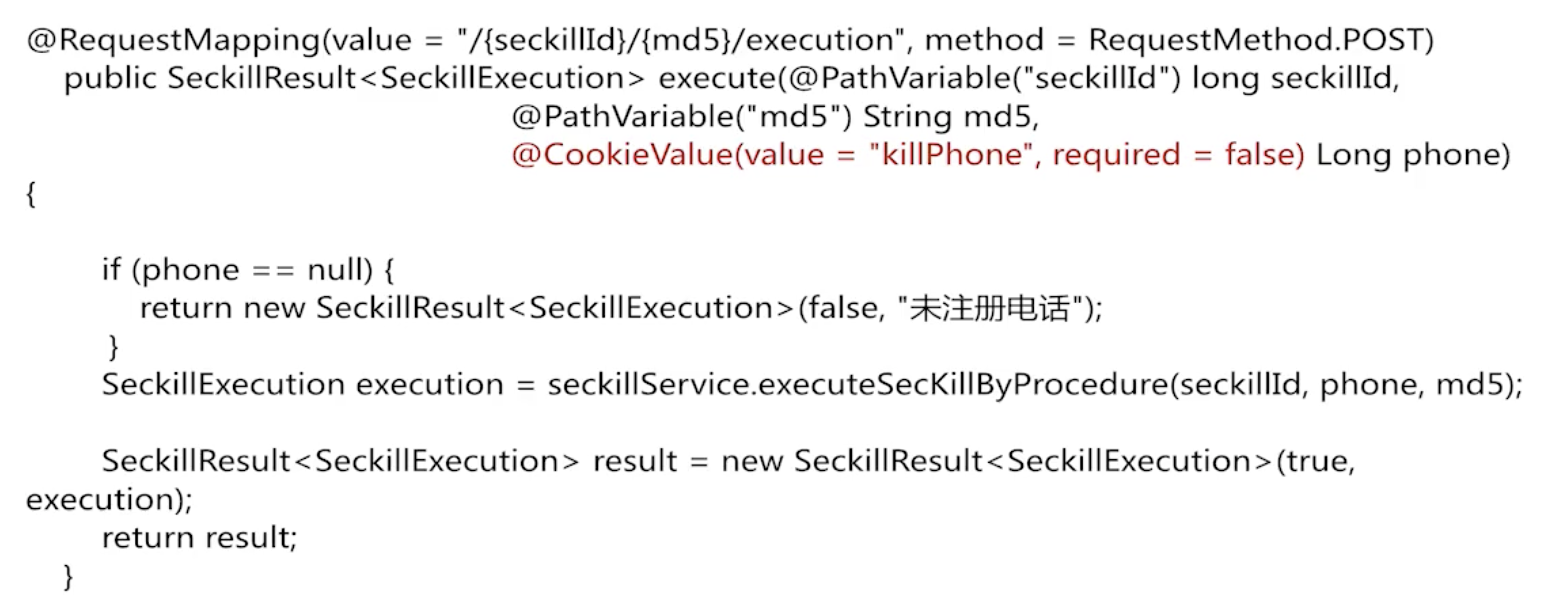 @RequestMapping(value = "/{seckillId}/{md5}/execution", method = RequestMethod.POST)
public SeckillResult<SeckillExecution> execute(@PathVariable("seckillId") long seckillId,
@PathVariable("md5") String md5,
@CookieValue(value = "killPhone", required = false) Long phone)
{
if (phone == null) {
return new SeckillResult<SeckillExecution>(false, "未注册电话");
}
SeckillExecution execution = seckillService.executeSecKillByProcedure(seckillId, phone, md5);
SeckillResult<SeckillExecution> result = new SeckillResult<SeckillExecution>(true,
execution);
return result;
}